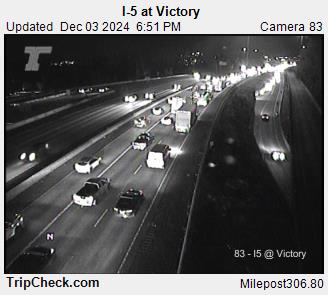 I-5 at Victory
Updated Dec 03 2024 6:51 PM Camera 83
T
N
83 - I5 @ Victory
TripCheck.com Milepost306.80